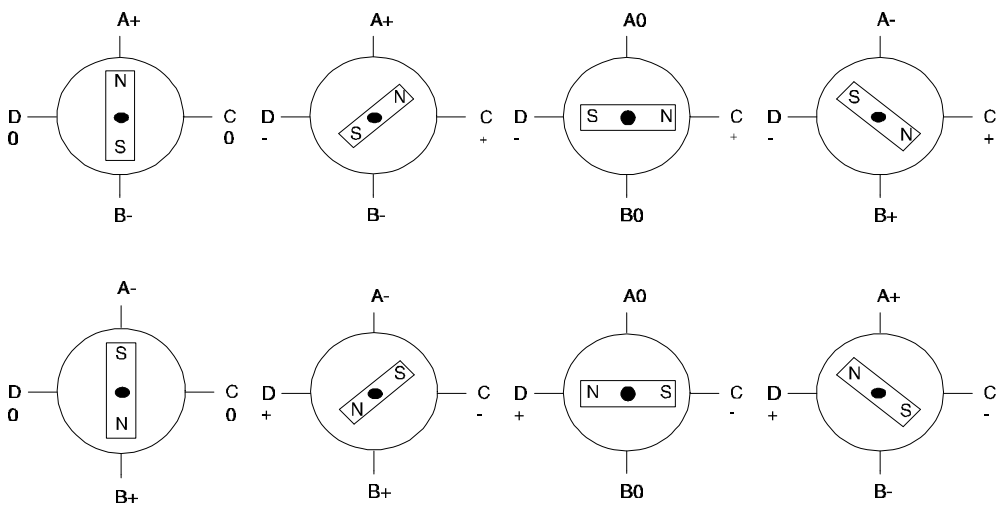 A+ A+ A0 A-
N S D 0 C 0
S N D - C +
S N D - C +
S N D - C +
B- B- B0 B+
A- A- A0 A+
S N D 0 C 0
S N D + C -
N S D + C -
N S D + C -
B+ B+ B0 B-